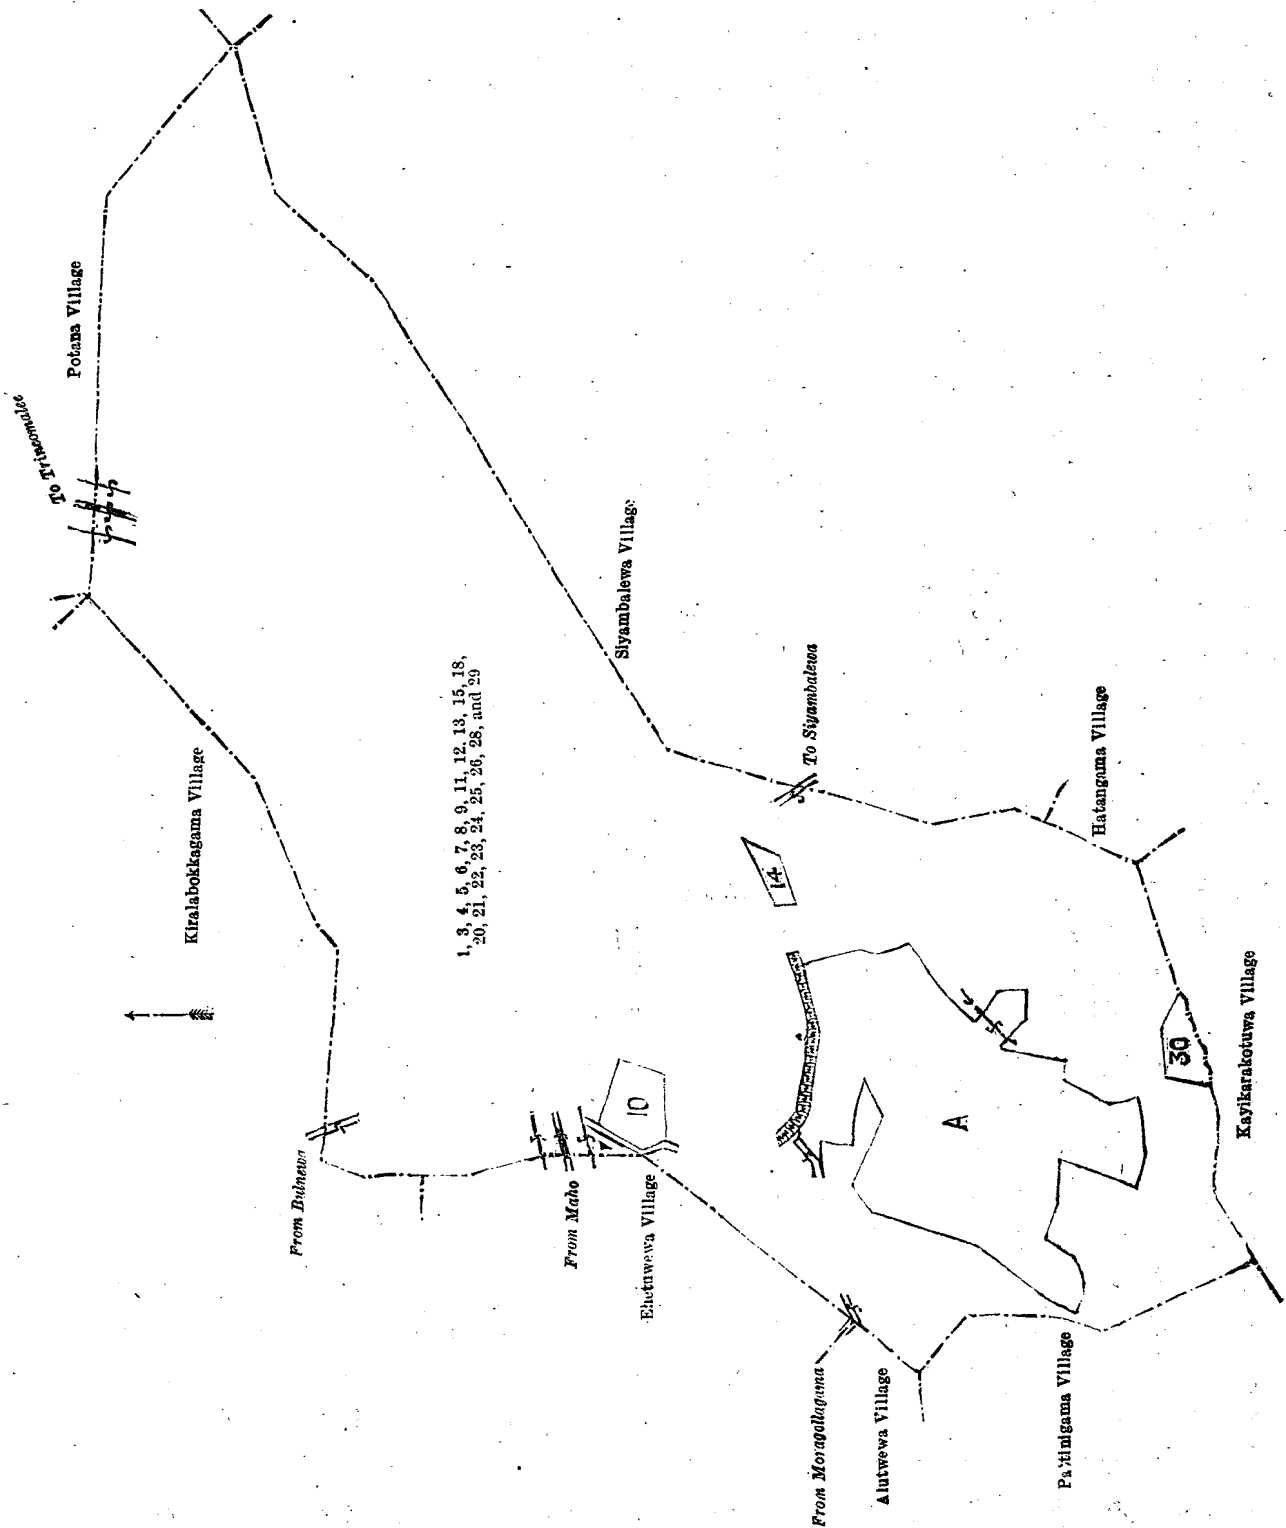 To Trincomalee
Potana Village
Kiralabokkagama Village
1, 3, 4, 5, 6, 7, 8, 9, 11, 12, 13, 15, 18,
20, 21, 22, 23, 24, 25, 26, 28, and 29
Siyambalewa Village
From Bulnewa
From Maho
Ehetuwewa Village
10
14
To Siyambalewa
Hatangama Village
A
30
Kayikarakotuwa Village
From Moragollagama
Alutwewa Village
Village